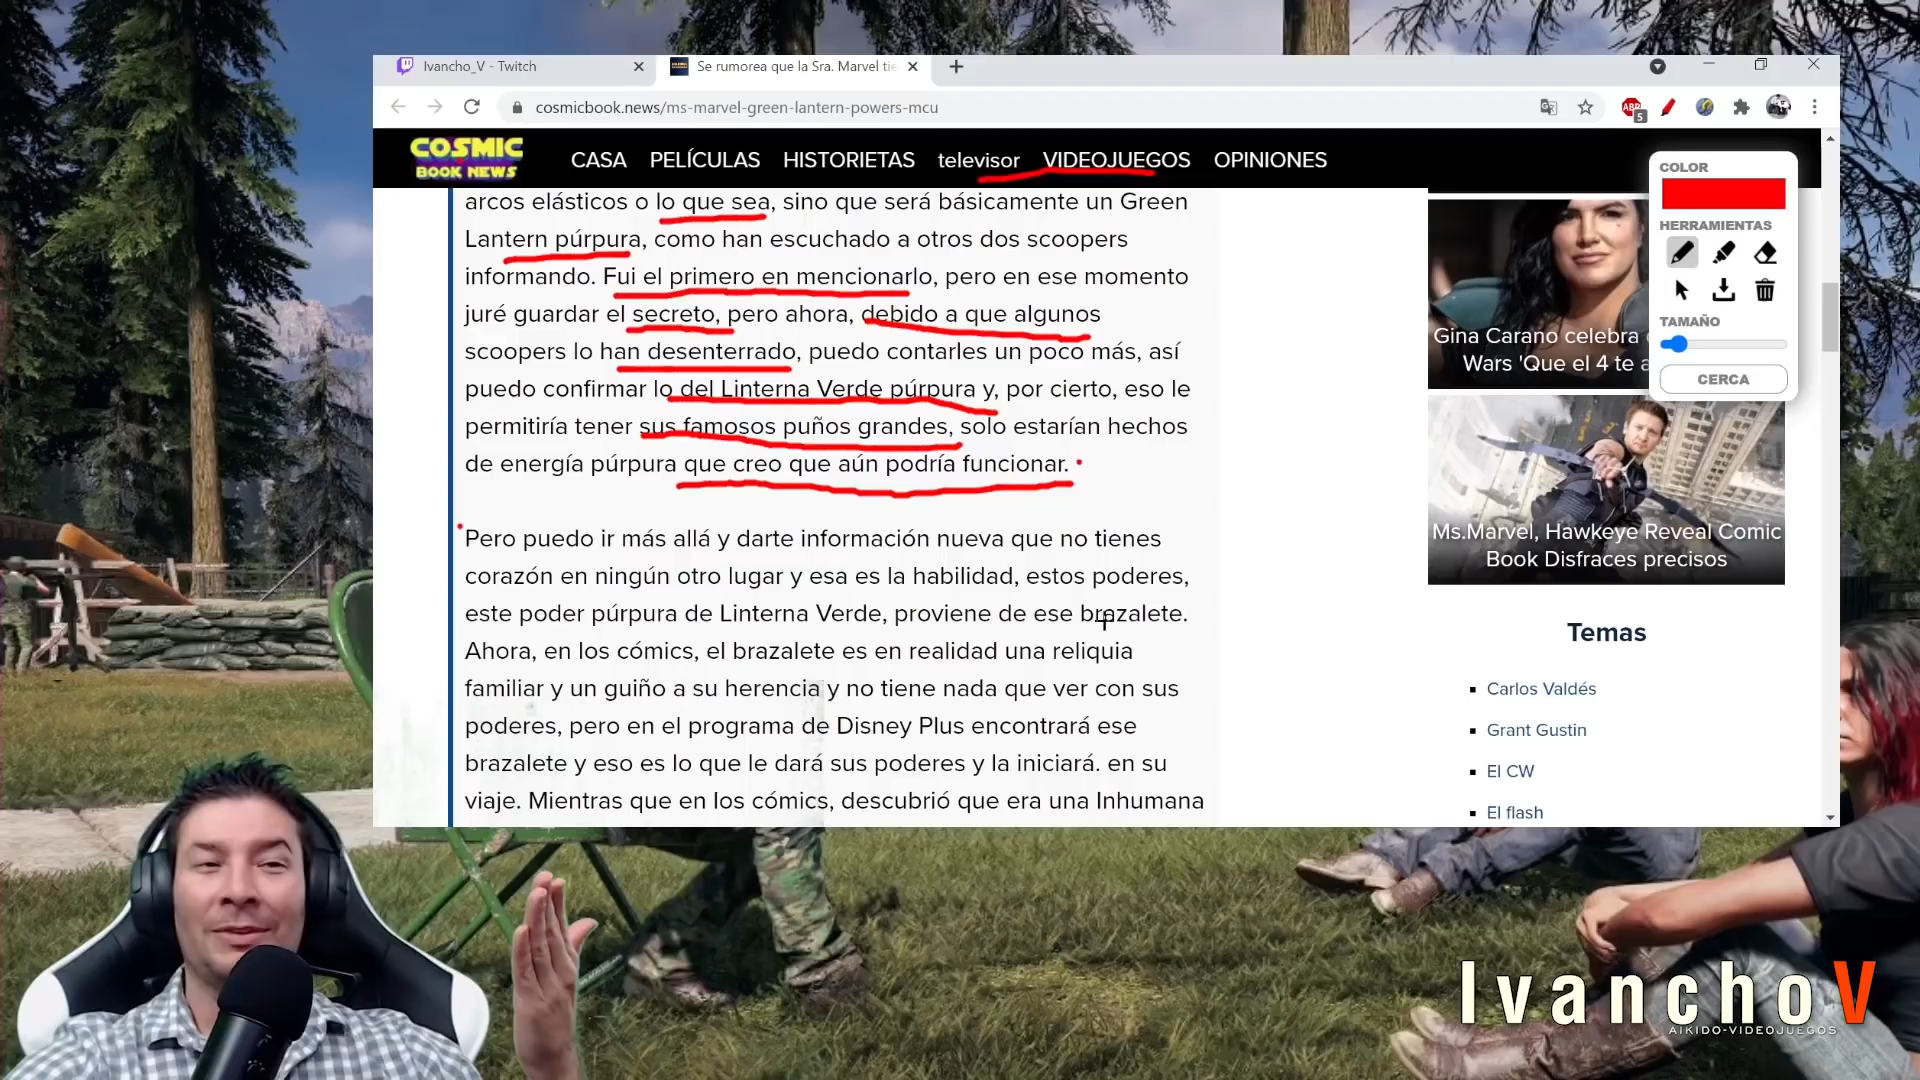 Ivancho_V - Twitch
Se rumorea que la Sra. Marvel tie
cosmicbook.news/ms-marvel-green-lantern-powers-mcu
ABP
5
COSMIC
BOOK NEWS
CASA PELÍCULAS HISTORIETAS televisor VIDEOJUEGOS OPINIONES
arcos elásticos o lo que sea, sino que será básicamente un Green
Lantern púrpura, como han escuchado a otros dos scoopers
informando. Fui el primero en mencionarlo, pero en ese momento
juré guardar el secreto, pero ahora, debido a que algunos
scoopers lo han desenterrado, puedo contarles un poco más, así
puedo confirmar lo del Linterna Verde púrpura y, por cierto, eso le
permitiría tener sus famosos puños grandes, solo estarían hechos
de energía púrpura que creo que aún podría funcionar.
Pero puedo ir más allá y darte información nueva que no tienes
corazón en ningún otro lugar y esa es la habilidad, estos poderes,
este poder púrpura de Linterna Verde, proviene de ese brazalete.
Ahora, en los cómics, el brazalete es en realidad una reliquia
familiar y un guiño a su herencia y no tiene nada que ver con sus
poderes, pero en el programa de Disney Plus encontrará ese
brazalete y eso es lo que le dará sus poderes y la iniciará. en su
viaje. Mientras que en los cómics, descubrió que era una Inhumana
Gina Carano celebra
Wars 'Que el 4 te a
Ms.Marvel, Hawkeye Reveal Comic
Book Disfraces precisos
Temas
Carlos Valdés
Grant Gustin
El CW
El flash
COLOR
HERRAMIENTAS
TAMAÑO
CERCA
IvanchoV
AIKIDO-VIDEOJUEGOS